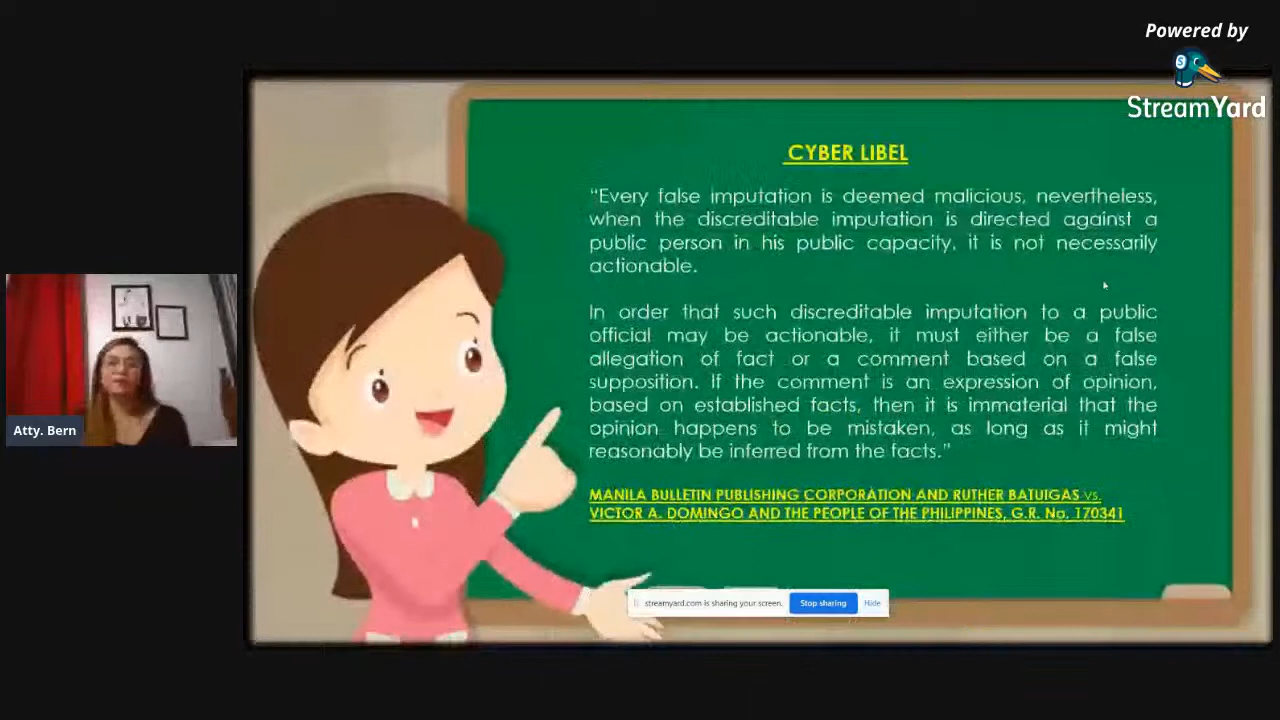 Powered by
StreamYard
CYBER LIBEL
“Every false imputation is deemed malicious, nevertheless,
when the discreditable imputation is directed against a
public person in his public capacity, it is not necessarily
actionable.
In order that such discreditable imputation to a public
official may be actionable, it must either be a false
allegation of fact or a comment based on a false
supposition. If the comment is an expression of opinion,
based on established facts, then it is immaterial that the
opinion happens to be mistaken, as long as it might
reasonably be inferred from the facts.”
MANILA BULLETIN PUBLISHING CORPORATION AND RUTHER BATUIGAS vs.
VICTOR A. DOMINGO AND THE PEOPLE OF THE PHILIPPINES, G.R. No. 170341
Atty. Bern
streamyard.com is sharing your screen. Stop sharing Hide